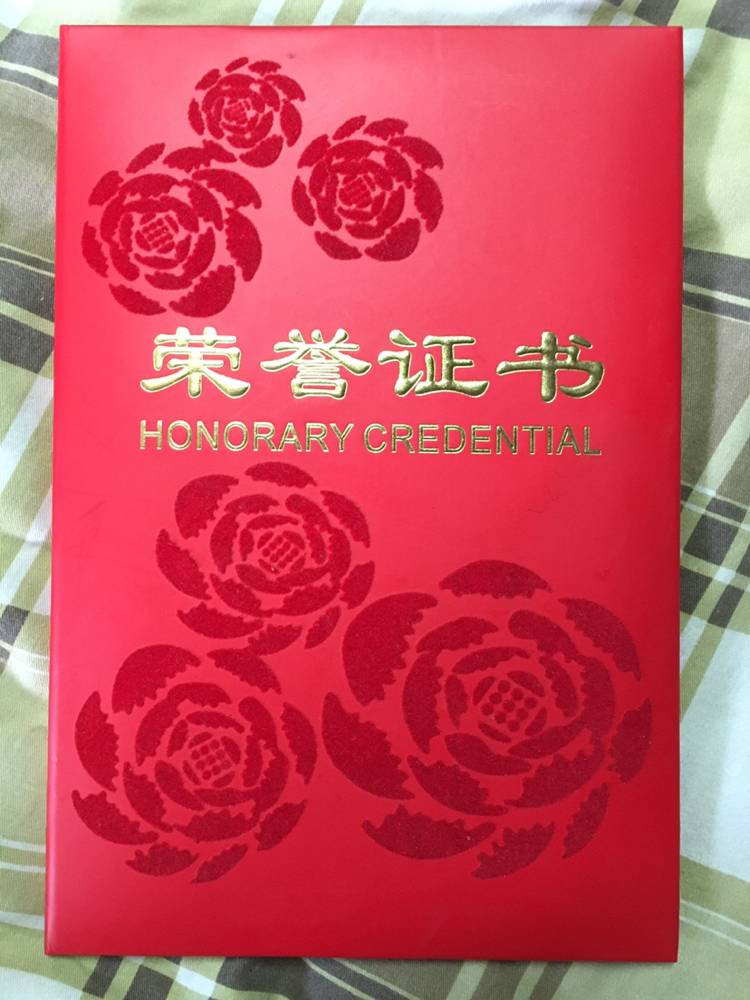 荣誉证书
HONORARY CREDENTIAL